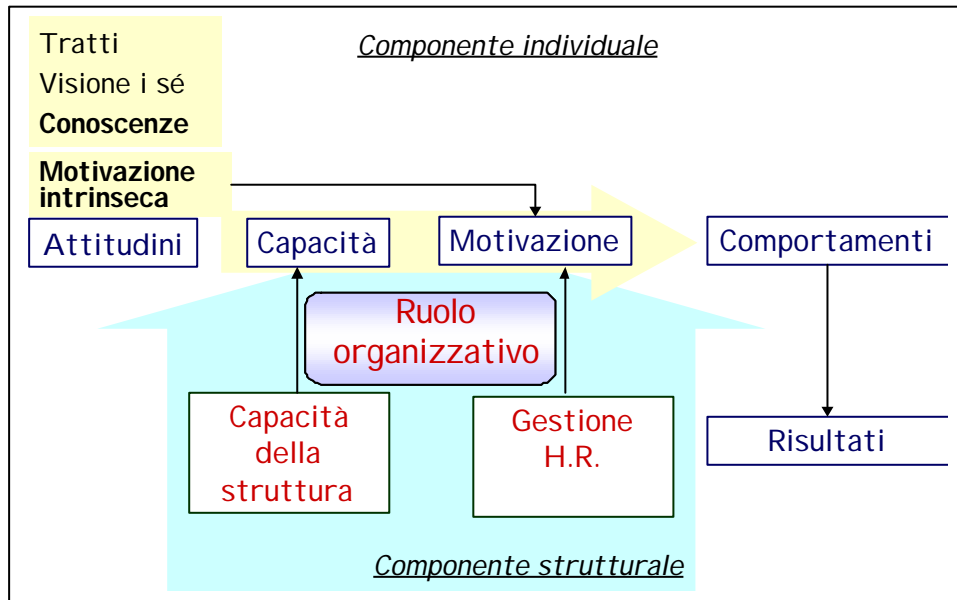 Componente individuale
Tratti
Visione i sé
Conoscenze
Motivazione
intrinseca
Attitudini
Capacità
Motivazione
Comportamenti
Ruolo
organizzativo
Capacità
della
struttura
Gestione
H.R.
Risultati
Componente strutturale